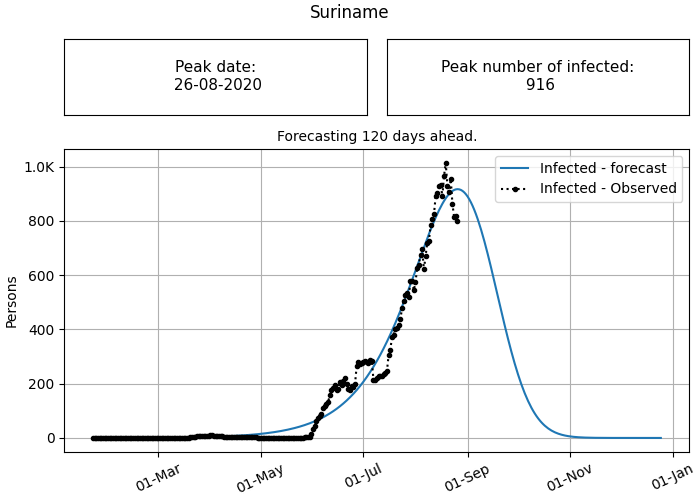 Suriname
Peak date:
26-08-2020
Peak number of infected:
916
Forecasting 120 days ahead.
Infected - forecast
Infected - Observed
1.0K
800
600
400
200
0
Persons
01-Mar
01-May
01-Jul
01-Sep
01-Nov
01-Jan